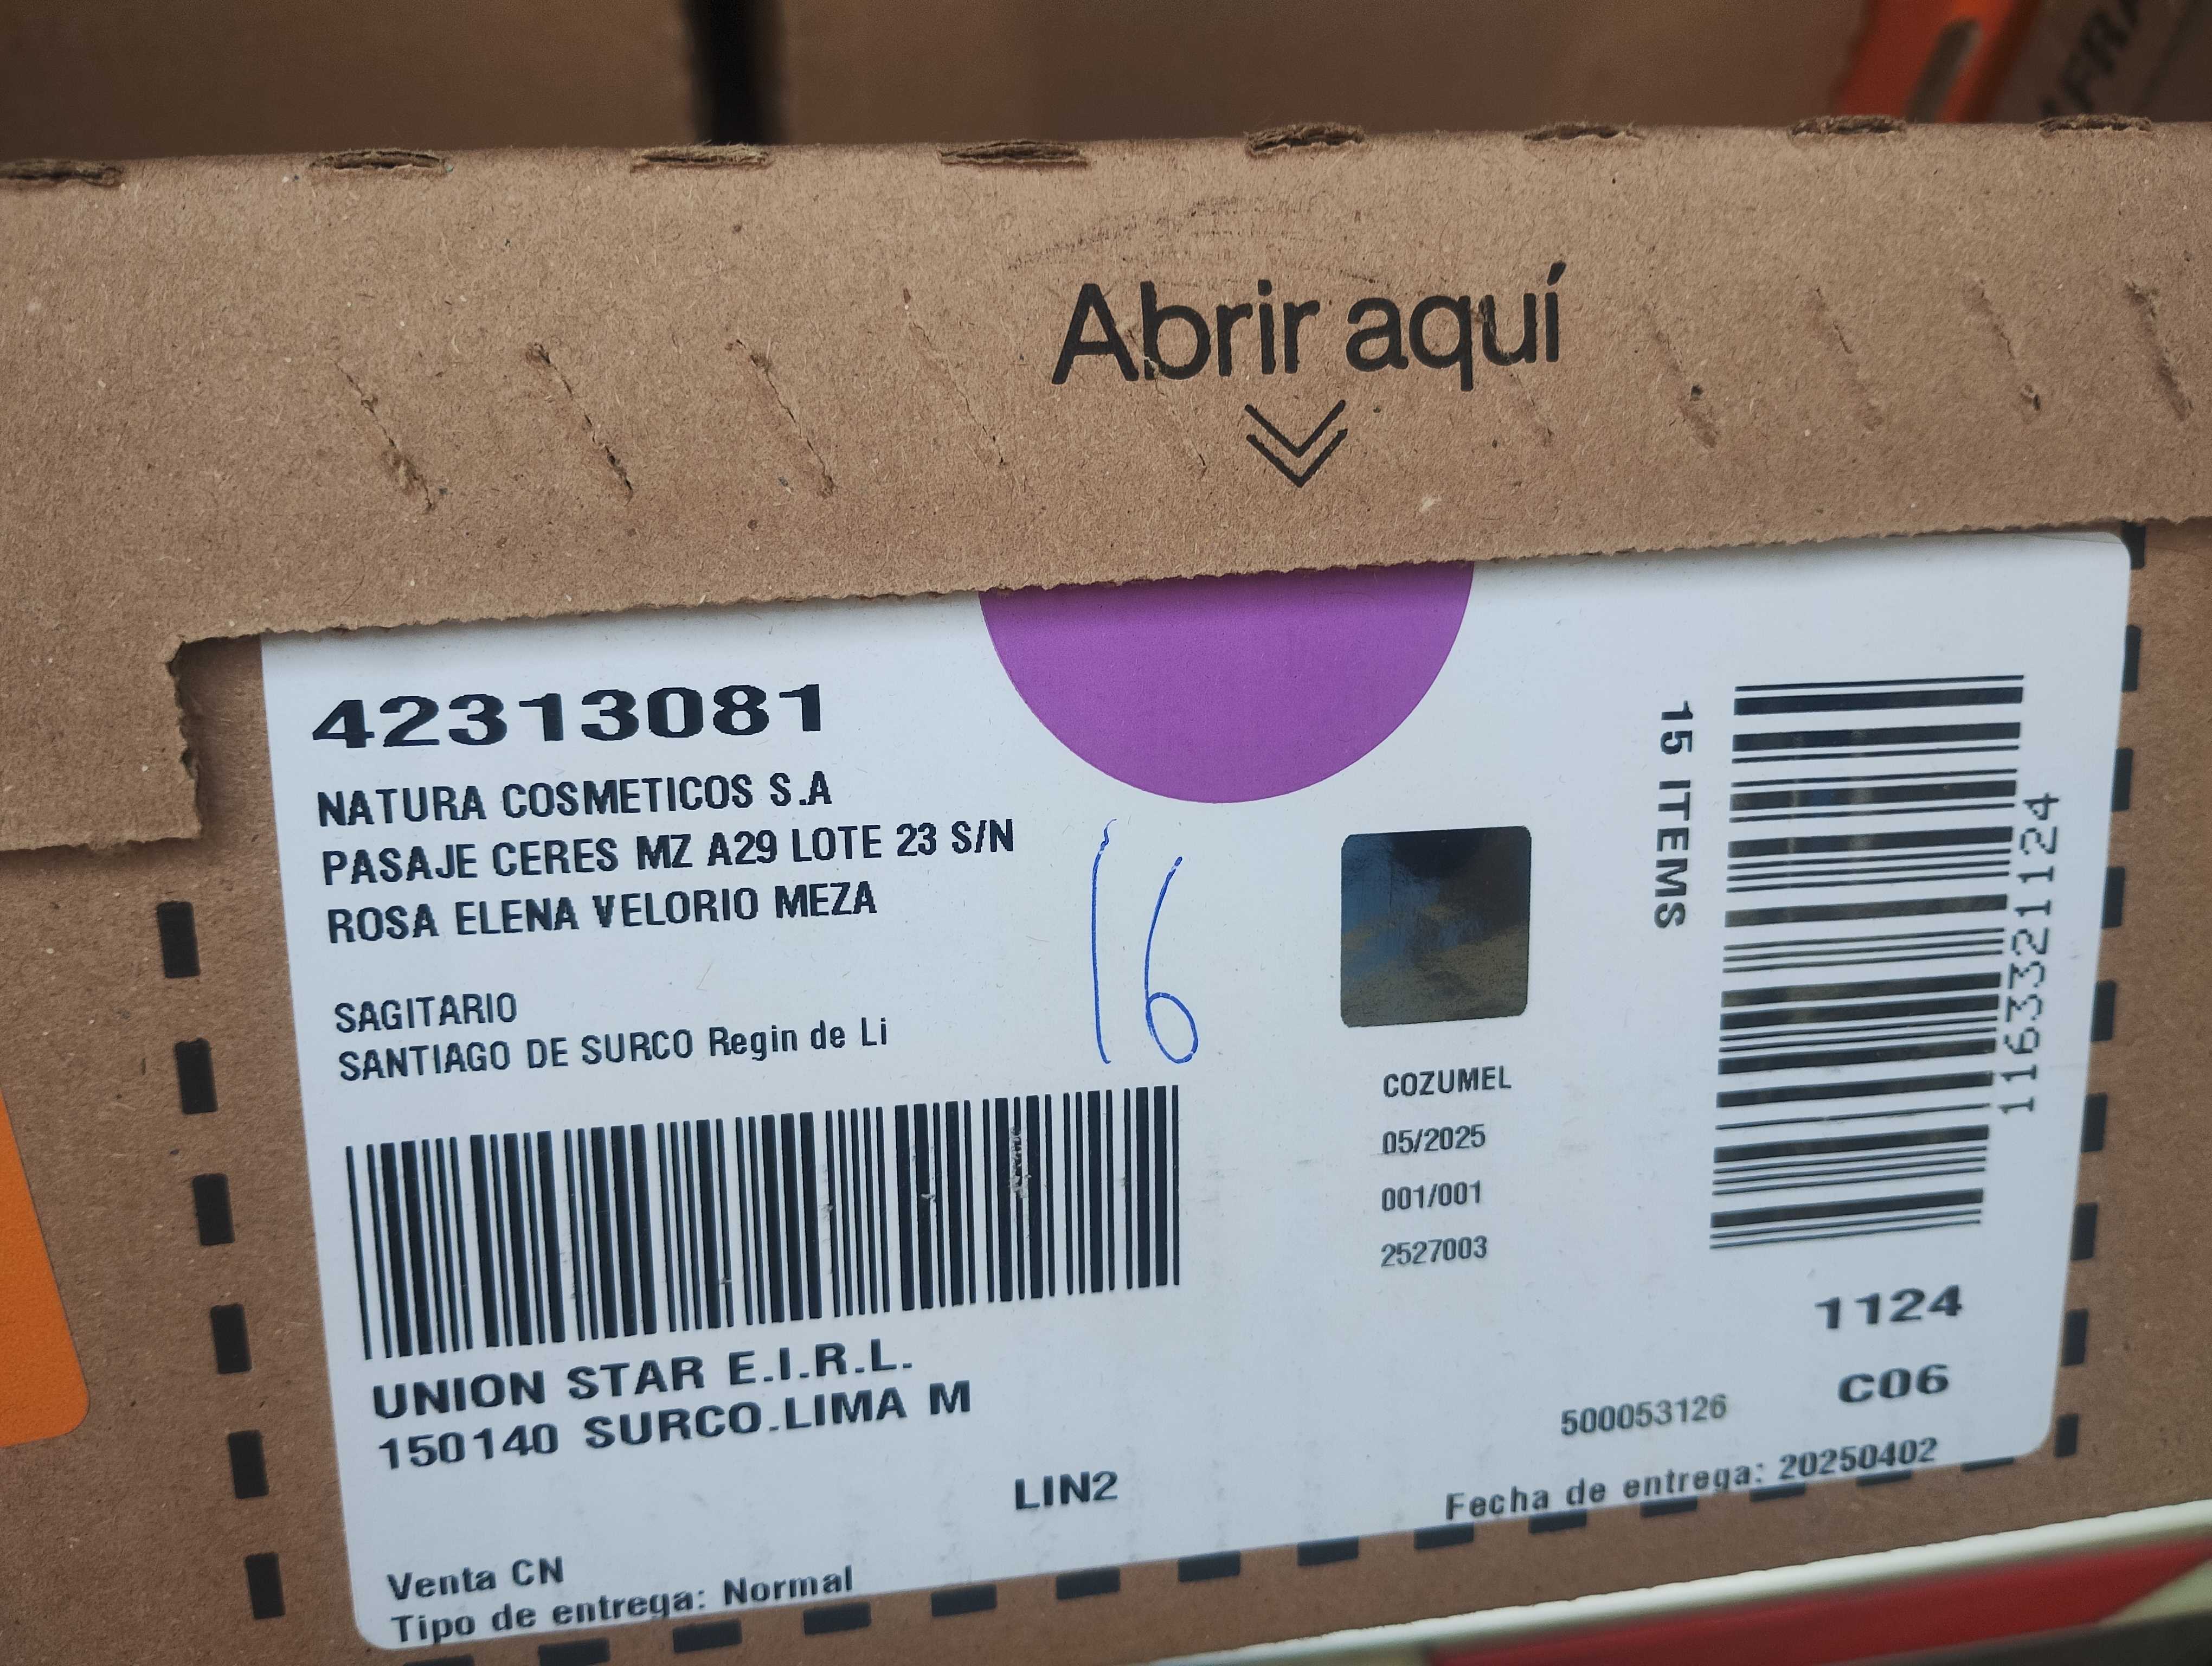 Abrir aquí
42313081
NATURA COSMETICOS S.A
PASAJE CERES MZ A29 LOTE 23 S/N
ROSA ELENA VELORIO MEZA
SAGITARIO
SANTIAGO DE SURCO Regin de Li
16
UNION STAR E.I.R.L.
150140 SURCO.LIMA M
LIN2
Venta CN
Tipo de entrega: Normal
COZUMEL
05/2025
001/001
2527003
15 ITEMS
1163321124
1124
C06
500053126
Fecha de entrega: 20250402